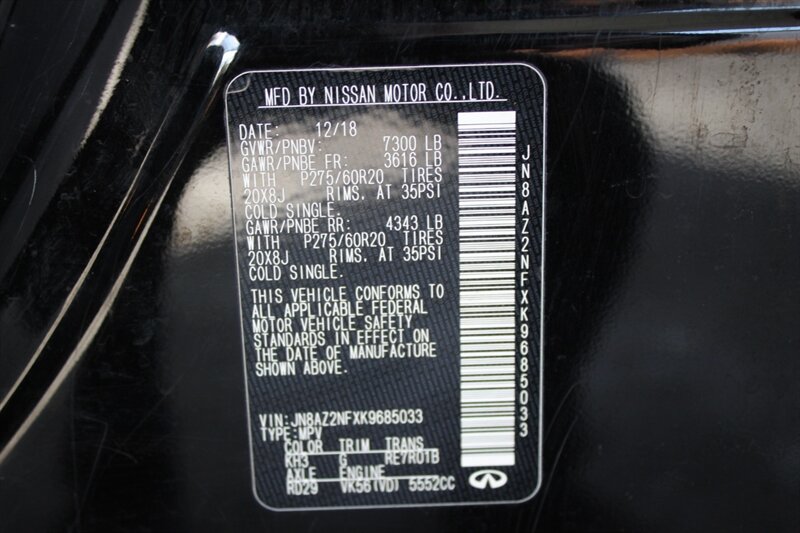 MFD BY NISSAN MOTOR CO.,LTD.
DATE: 12/18
GVWR/PNBV: 7300 LB
GAWR/PNBE FR: 3616 LB
WITH P275/60R20 TIRES
20X8J RIMS. AT 35PSI
COLD SINGLE.
GAWR/PNBE RR: 4343 LB
WITH P275/60R20 TIRES
20X8J RIMS. AT 35PSI
COLD SINGLE.
THIS VEHICLE CONFORMS TO
ALL APPLICABLE FEDERAL
MOTOR VEHICLE SAFETY
STANDARDS IN EFFECT ON
THE DATE OF MANUFACTURE
SHOWN ABOVE.
VIN: JN8AZ2NFXK9685033
TYPE: MPV
COLOR TRIM TRANS
KH3 G RE7R01B
AXLE ENGINE
RD29 VK56(VD) 5552CC
JN8AZ2NFXK9685033